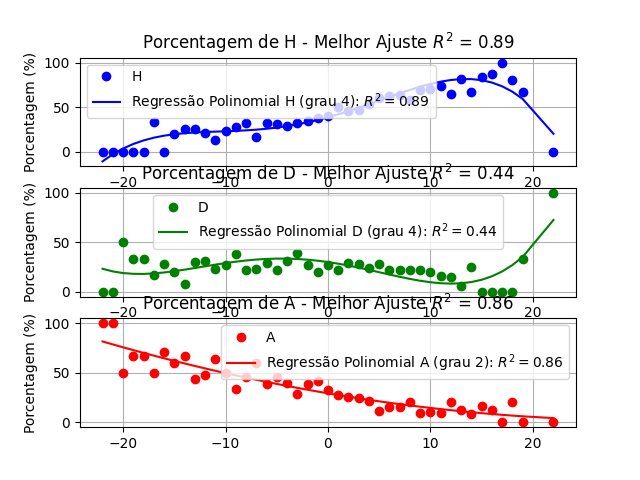 Porcentagem de H - Melhor Ajuste R² = 0.89
Porcentagem (%)
100
50
0
H
Regressão Polinomial H (grau 4): R² = 0.89
−20 −10 0 10 20
Porcentagem de D - Melhor Ajuste R² = 0.44
Porcentagem (%)
100
50
0
D
Regressão Polinomial D (grau 4): R² = 0.44
−20 −10 0 10 20
Porcentagem de A - Melhor Ajuste R² = 0.86
Porcentagem (%)
100
50
0
A
Regressão Polinomial A (grau 2): R² = 0.86
−20 −10 0 10 20